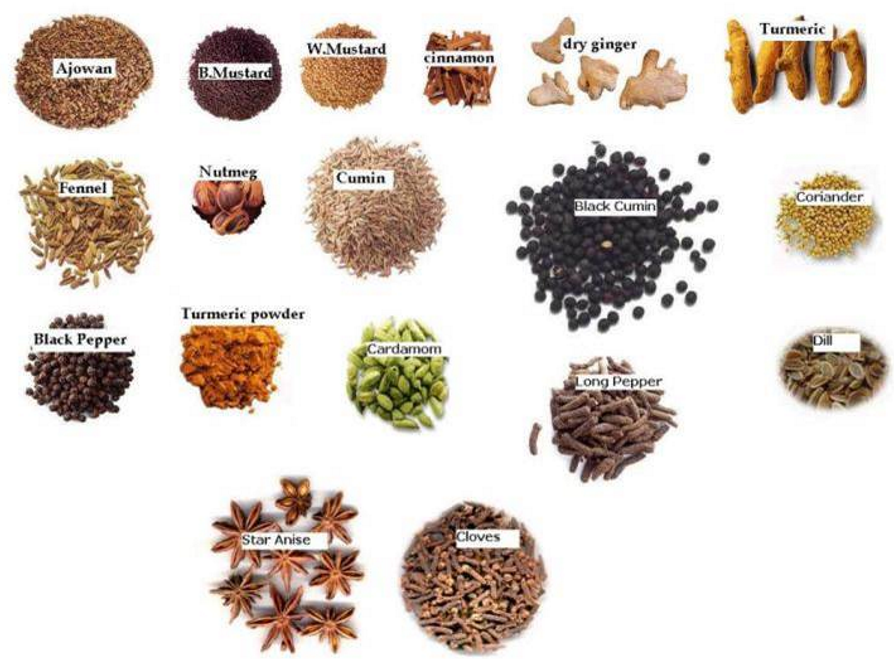 Ajowan
B.Mustard
W.Mustard
cinnamon
dry ginger
Turmeric
Fennel
Nutmeg
Cumin
Black Cumin
Coriander
Black Pepper
Turmeric powder
Cardamom
Long Pepper
Dill
Star Anise
Cloves